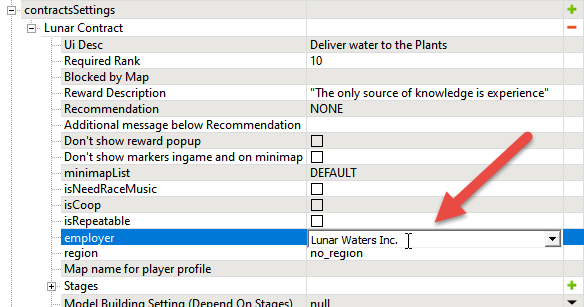 contractsSettings
Lunar Contract
Ui Desc Deliver water to the Plants
Required Rank 10
Blocked by Map
Reward Description "The only source of knowledge is experience"
Recommendation NONE
Additional message below Recommendation
Don't show reward popup
Don't show markers ingame and on minimap
minimapList DEFAULT
isNeedRaceMusic
isCoop
isRepeatable
employer Lunar Waters Inc.
region no_region
Map name for player profile
Stages
Model Building Setting (Depend On Stages) null